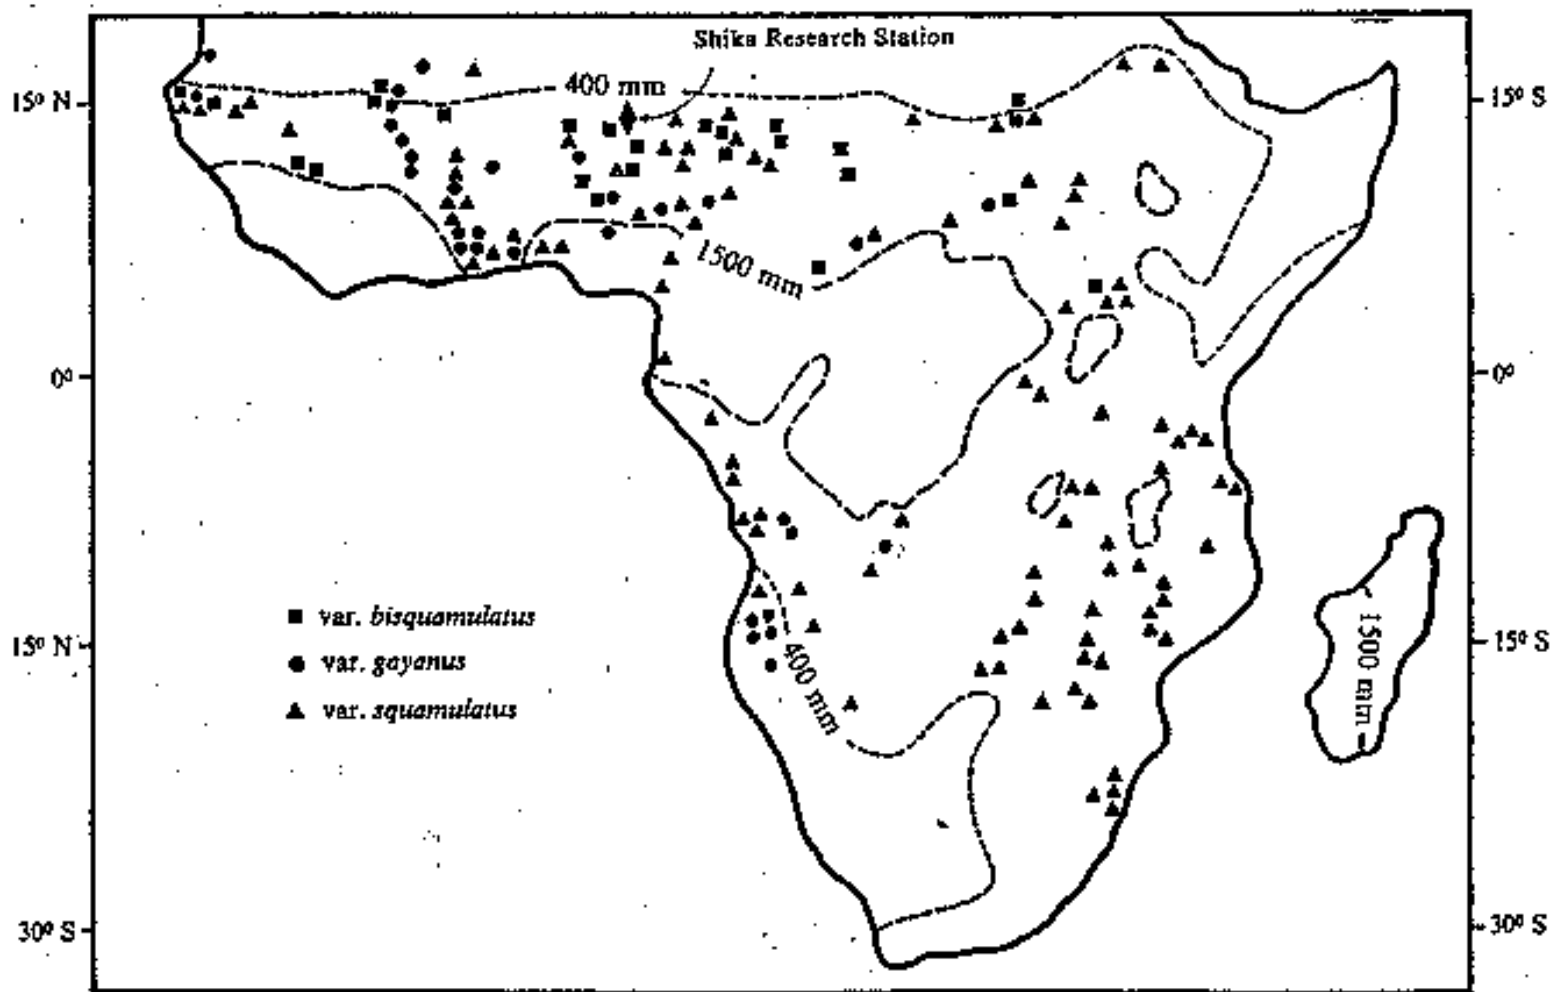 Shika Research Station
400 mm
15º N
15º S
1500 mm
0º
0º
var. bisquamulatus
var. gayanus
var. squamulatus
15º N
15º S
400 mm
1500 mm
30º S
30º S